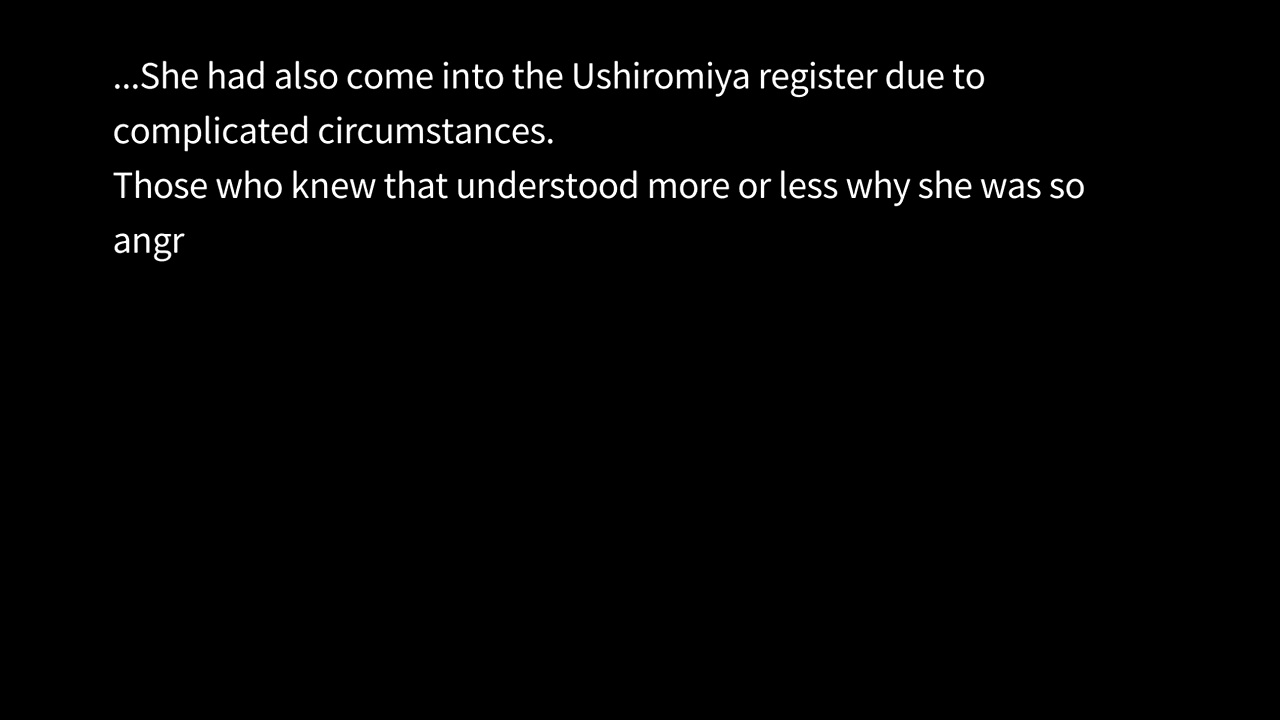 ...She had also come into the Ushiromiya register due to
complicated circumstances.
Those who knew that understood more or less why she was so
angr